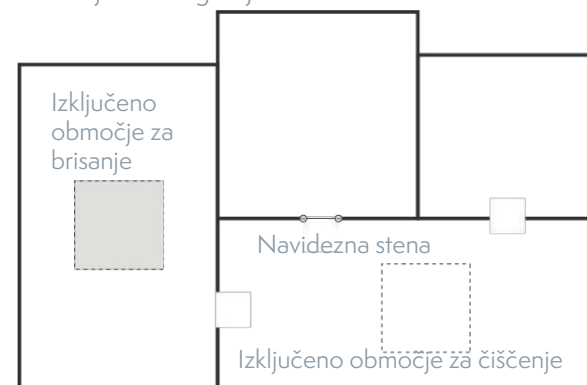 Izključeno
območje za
brisanje
Navidezna stena
Izključeno območje za čiščenje